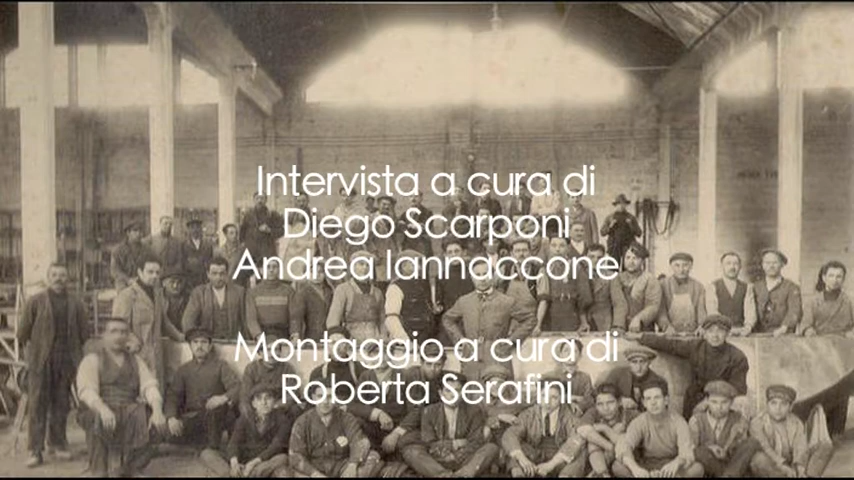 Intervista a cura di
Diego Scarponi
Andrea Iannaccone
Montaggio a cura di
Roberta Serafini